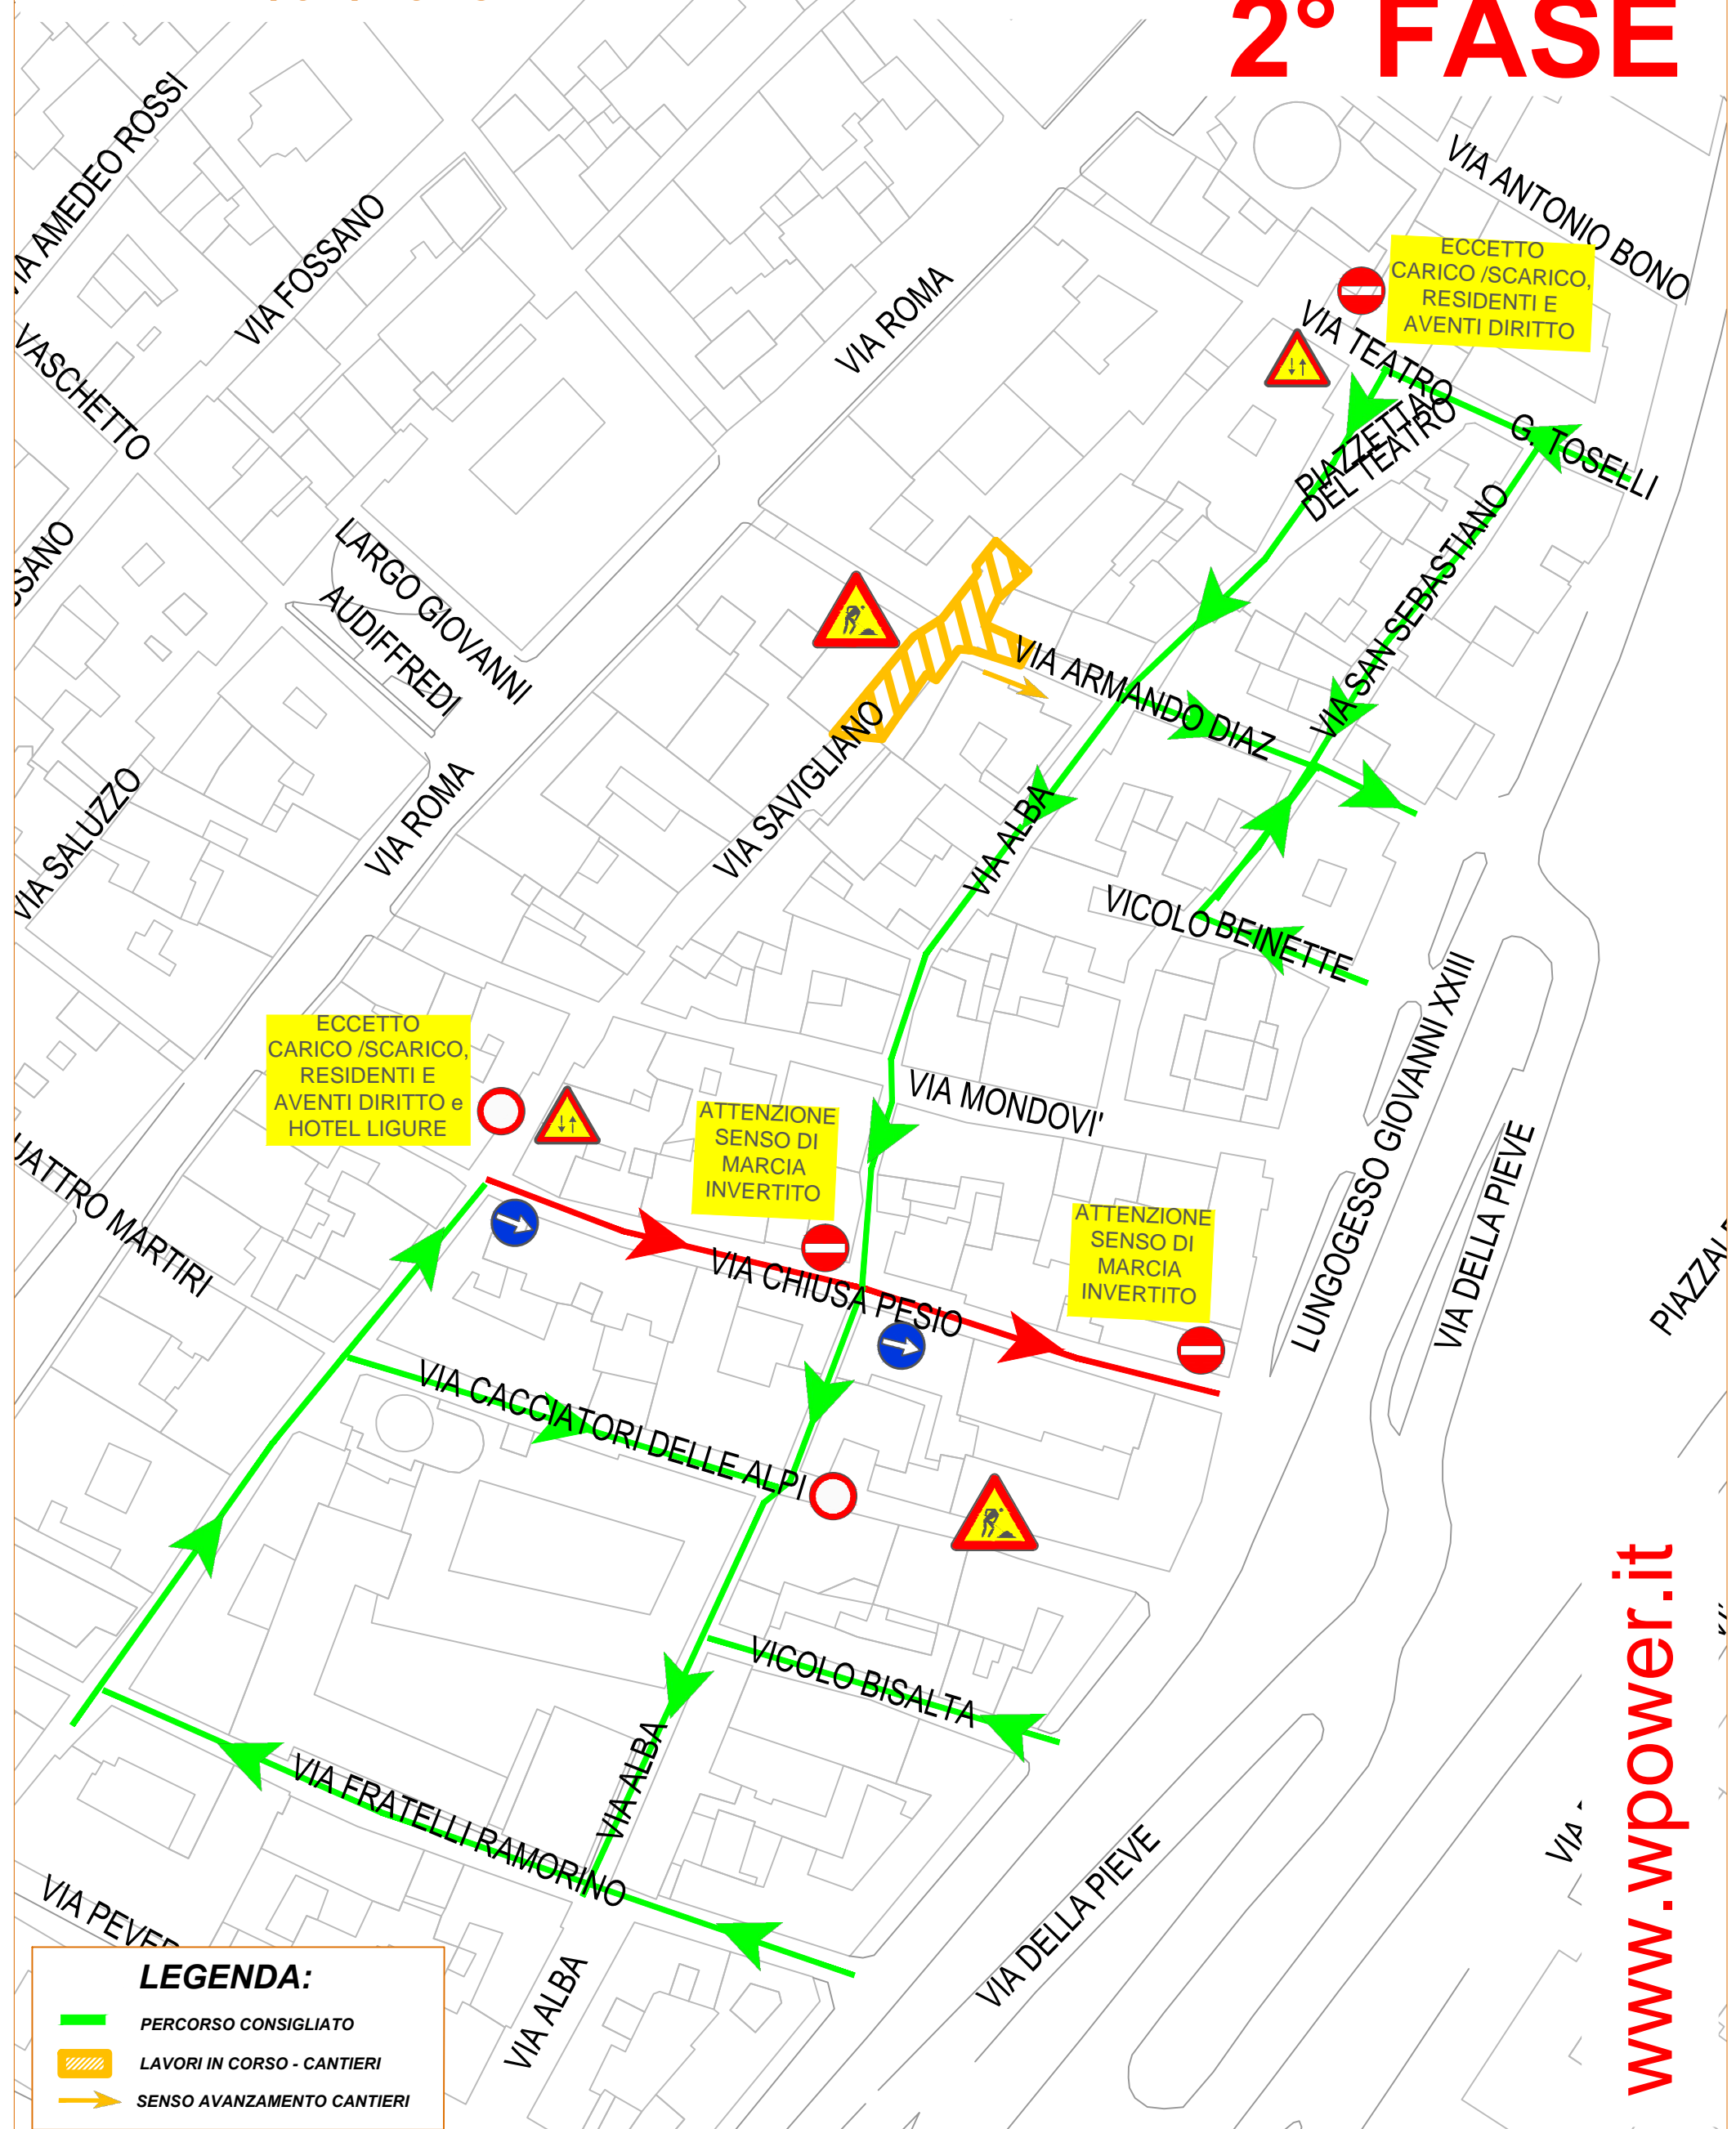 2° FASE
VIA AMEDEO ROSSI
VIA FOSSANO
VASCHETTO
SSANO
LARGO GIOVANNI
AUDIFFREDI
VIA ROMA
VIA ANTONIO BONO
ECCETTO
CARICO /SCARICO,
RESIDENTI E
AVENTI DIRITTO
VIA TEATRO
G. TOSELLI
PIAZZETTA
DEL TEATRO
VIA SAN SEBASTIANO
VIA ARMANDO DIAZ
VIA SAVIGLIANO
VIA ROMA
VIA SALUZZO
VIA ALBA
VICOLO BEINETTE
VIA MONDOVI'
LUNGOGESSO GIOVANNI XXIII
VIA DELLA PIEVE
ECCETTO
CARICO /SCARICO,
RESIDENTI E
AVENTI DIRITTO e
HOTEL LIGURE
ATTENZIONE
SENSO DI
MARCIA
INVERTITO
ATTENZIONE
SENSO DI
MARCIA
INVERTITO
UATTRO MARTIRI
VIA CHIUSA PESIO
VIA CACCIATORI DELLE ALPI
VICOLO BISALTA
VIA ALBA
VIA FRATELLI RAMORINO
VIA PEVER
VIA ALBA
VIA DELLA PIEVE
VIA
www.wpower.it
LEGENDA:
PERCORSO CONSIGLIATO
LAVORI IN CORSO - CANTIERI
SENSO AVANZAMENTO CANTIERI